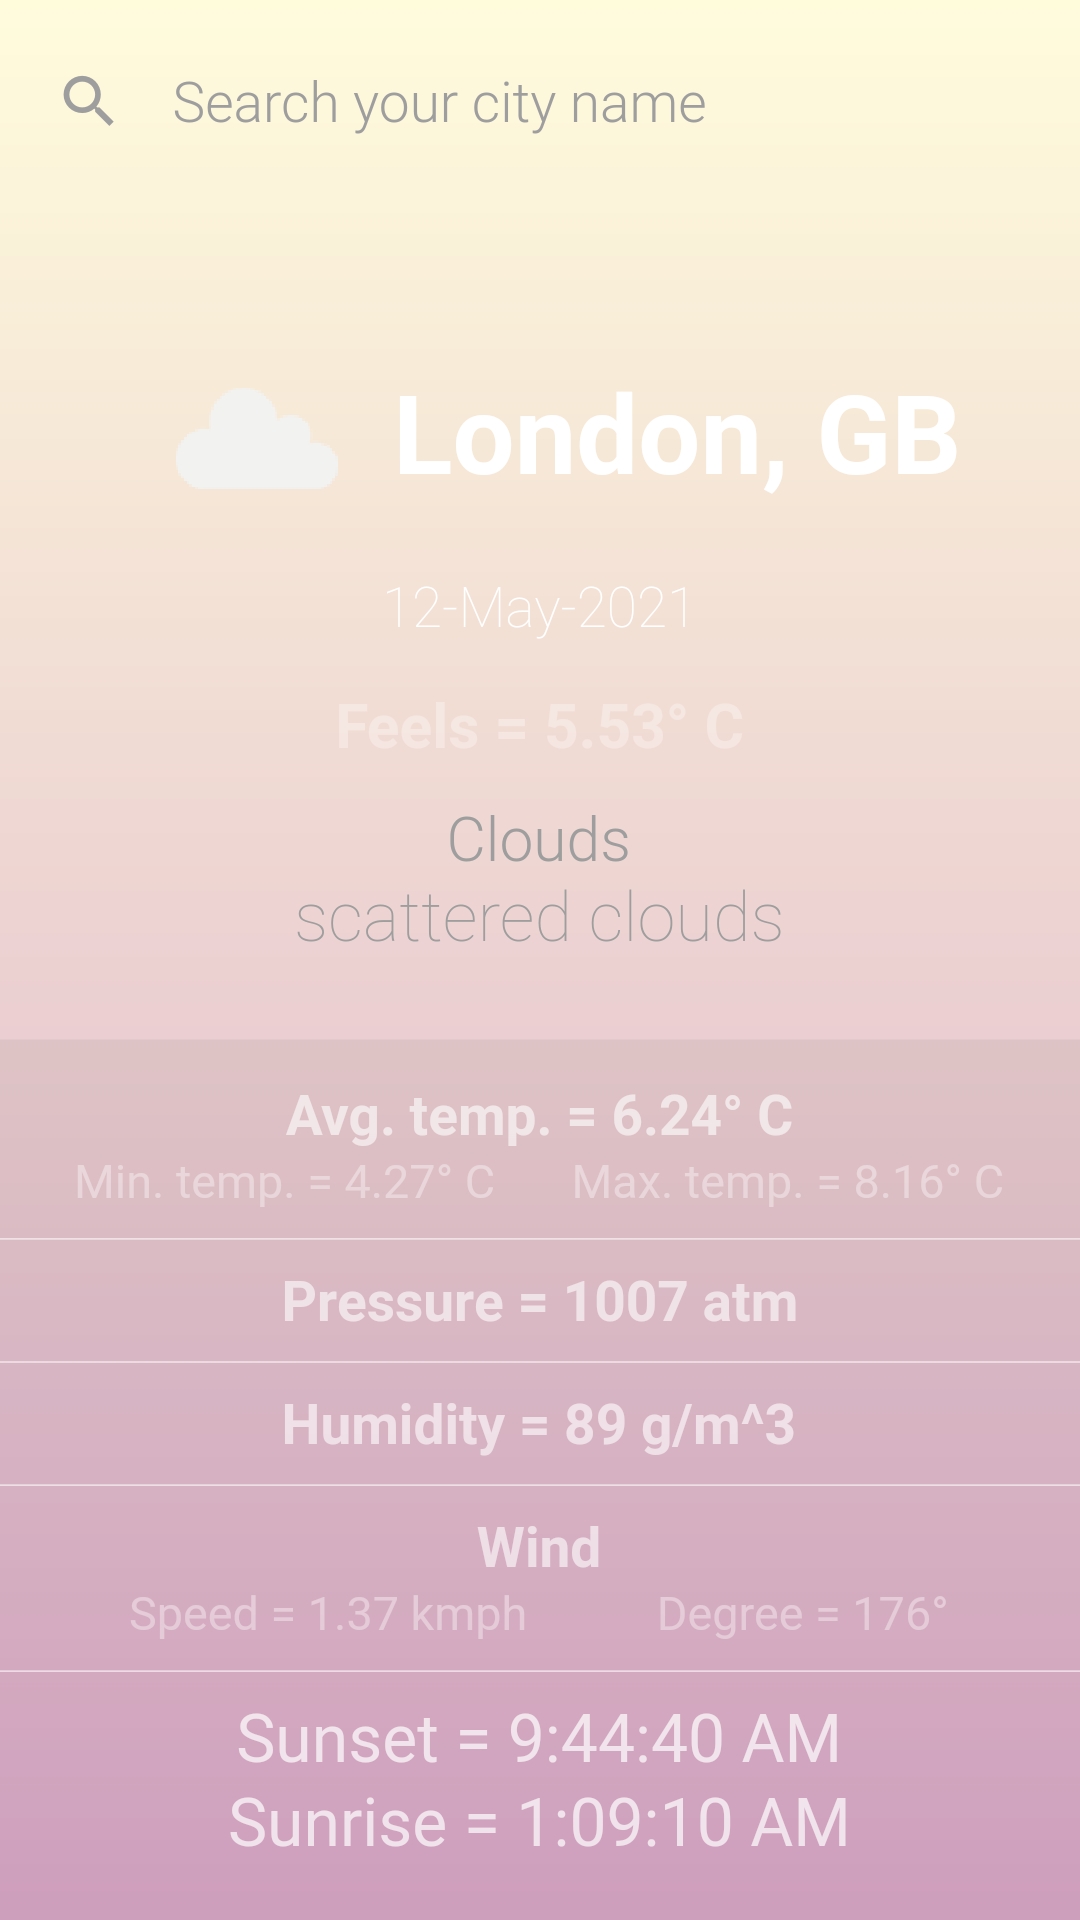 Search your city name
London, GB
12-May-2021
Feels = 5.53° C
Clouds
scattered clouds
Avg. temp. = 6.24° C
Min. temp. = 4.27° C Max. temp. = 8.16° C
Pressure = 1007 atm
Humidity = 89 g/m^3
Wind
Speed = 1.37 kmph Degree = 176°
Sunset = 9:44:40 AM
Sunrise = 1:09:10 AM